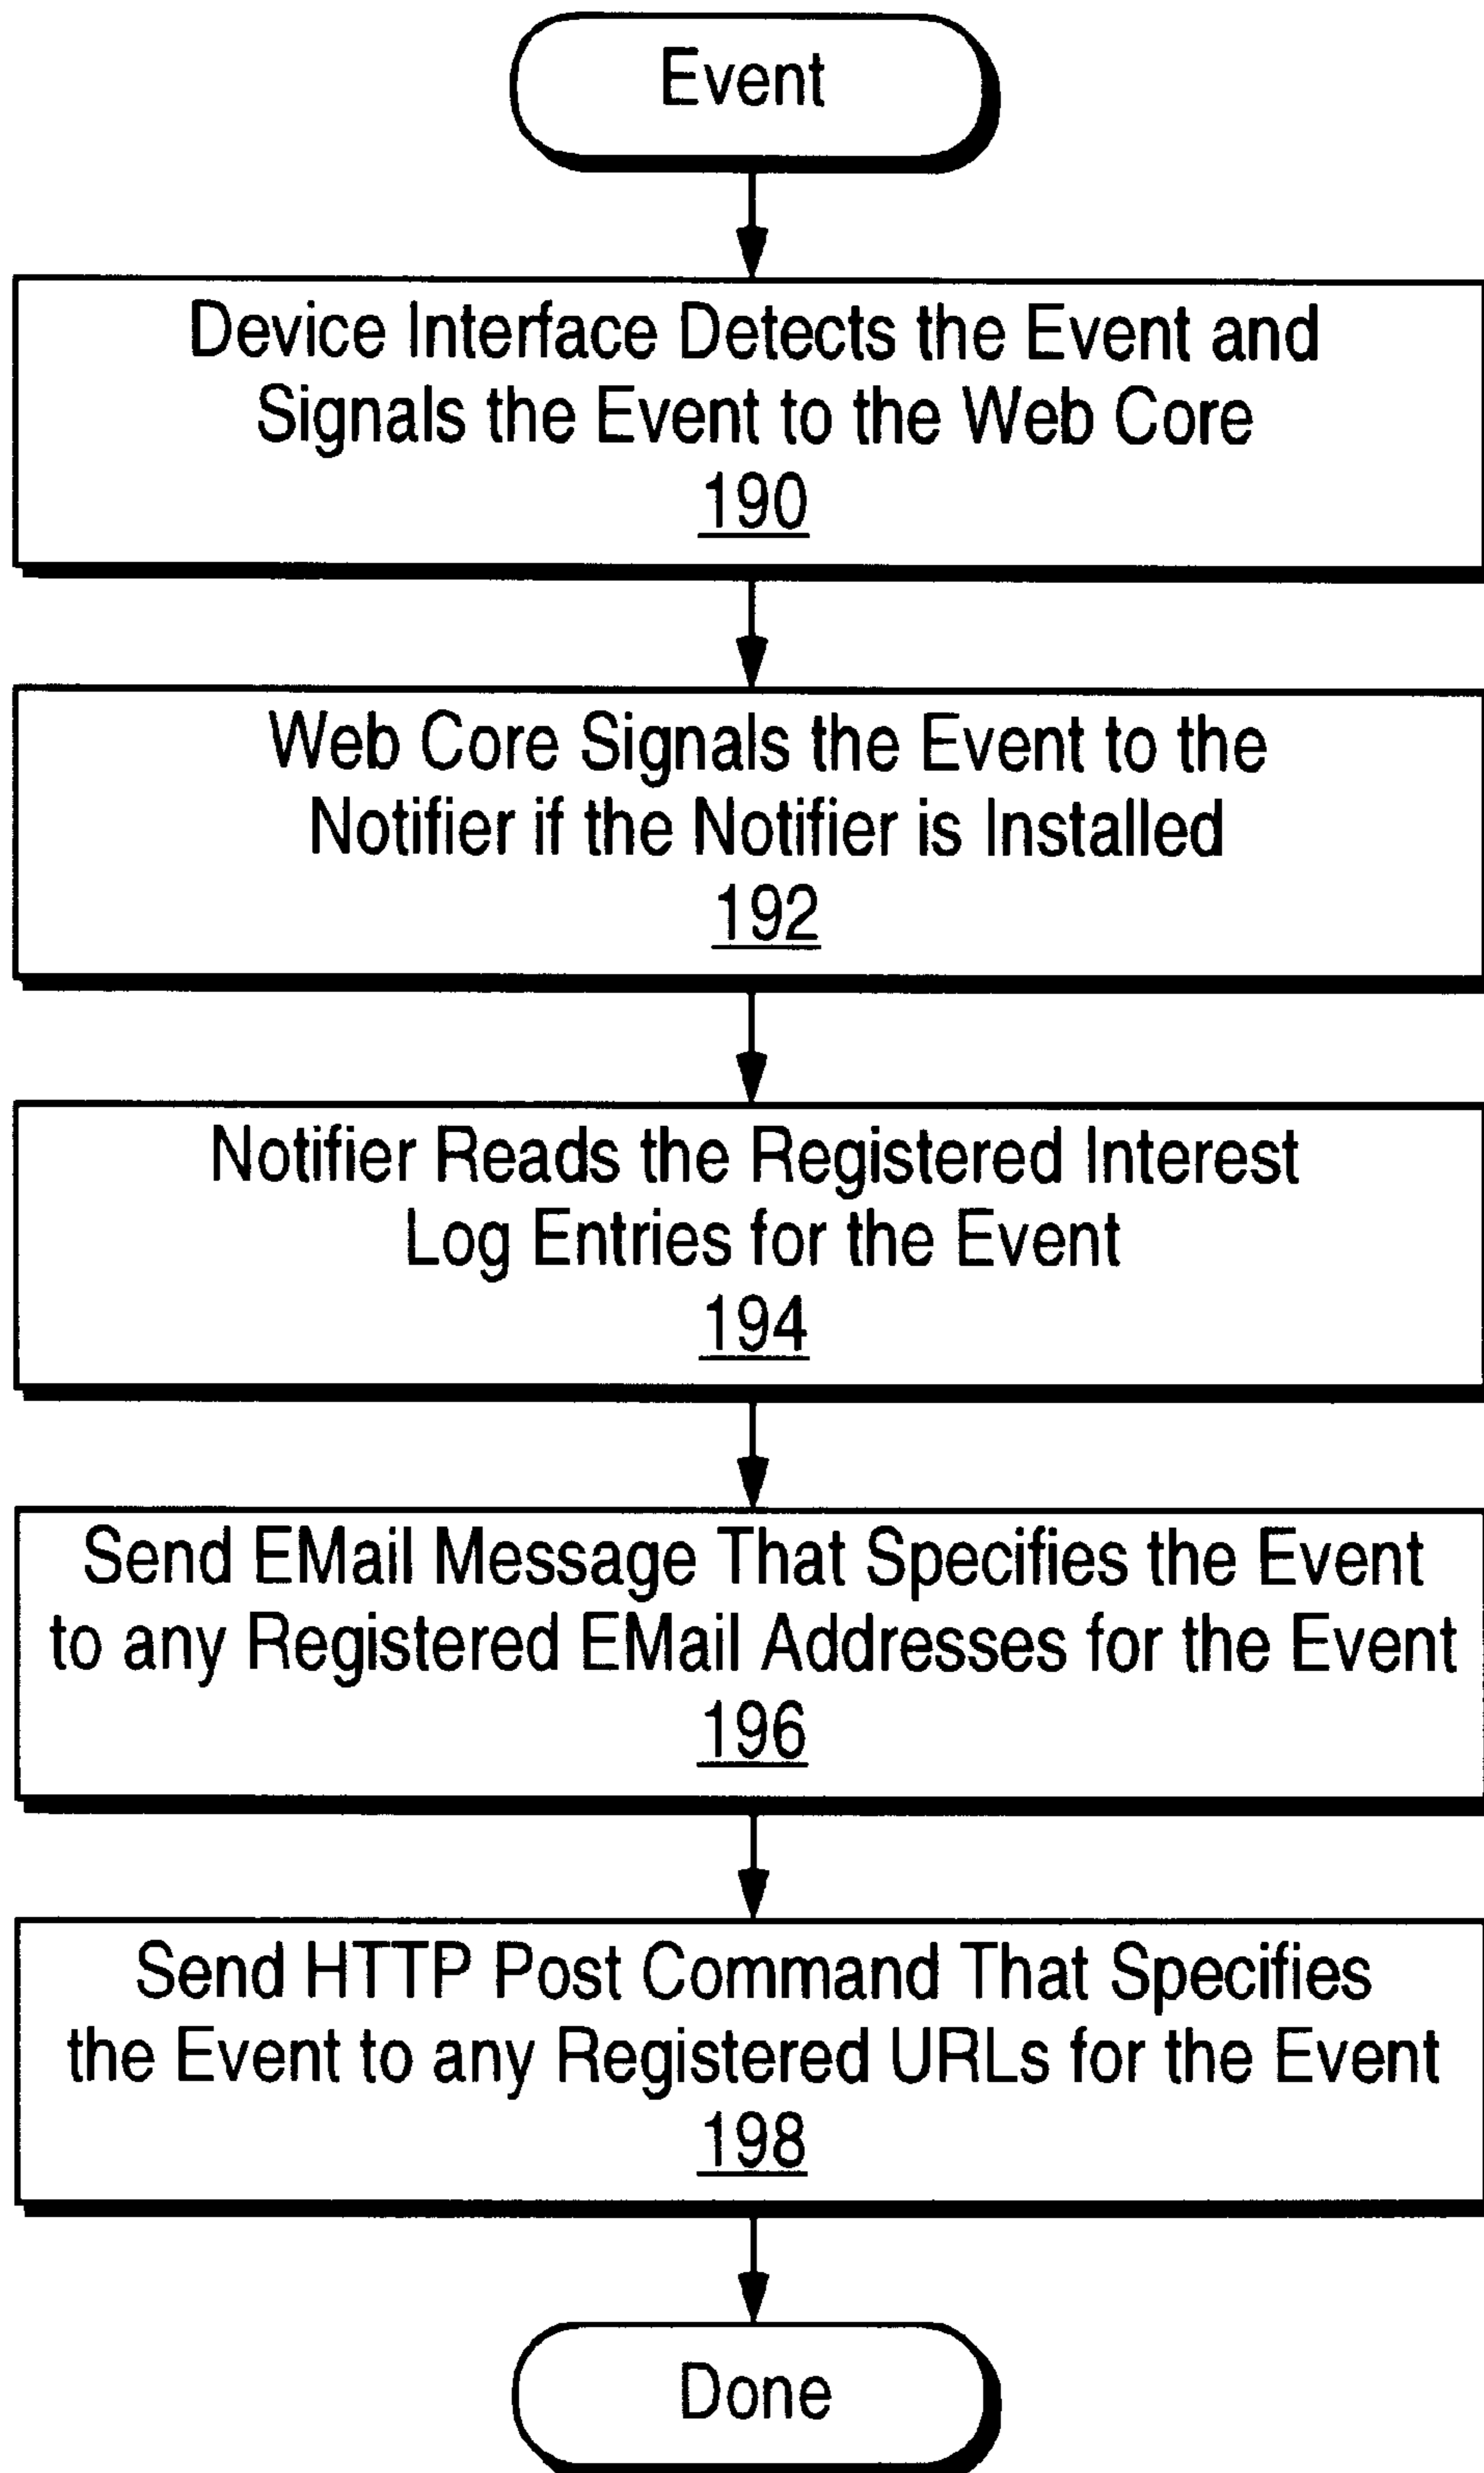 Event
Device Interface Detects the Event and
Signals the Event to the Web Core
190
Web Core Signals the Event to the
Notifier if the Notifier is Installed
192
Notifier Reads the Registered Interest
Log Entries for the Event
194
Send EMail Message That Specifies the Event
to any Registered EMail Addresses for the Event
196
Send HTTP Post Command That Specifies
the Event to any Registered URLs for the Event
198
Done